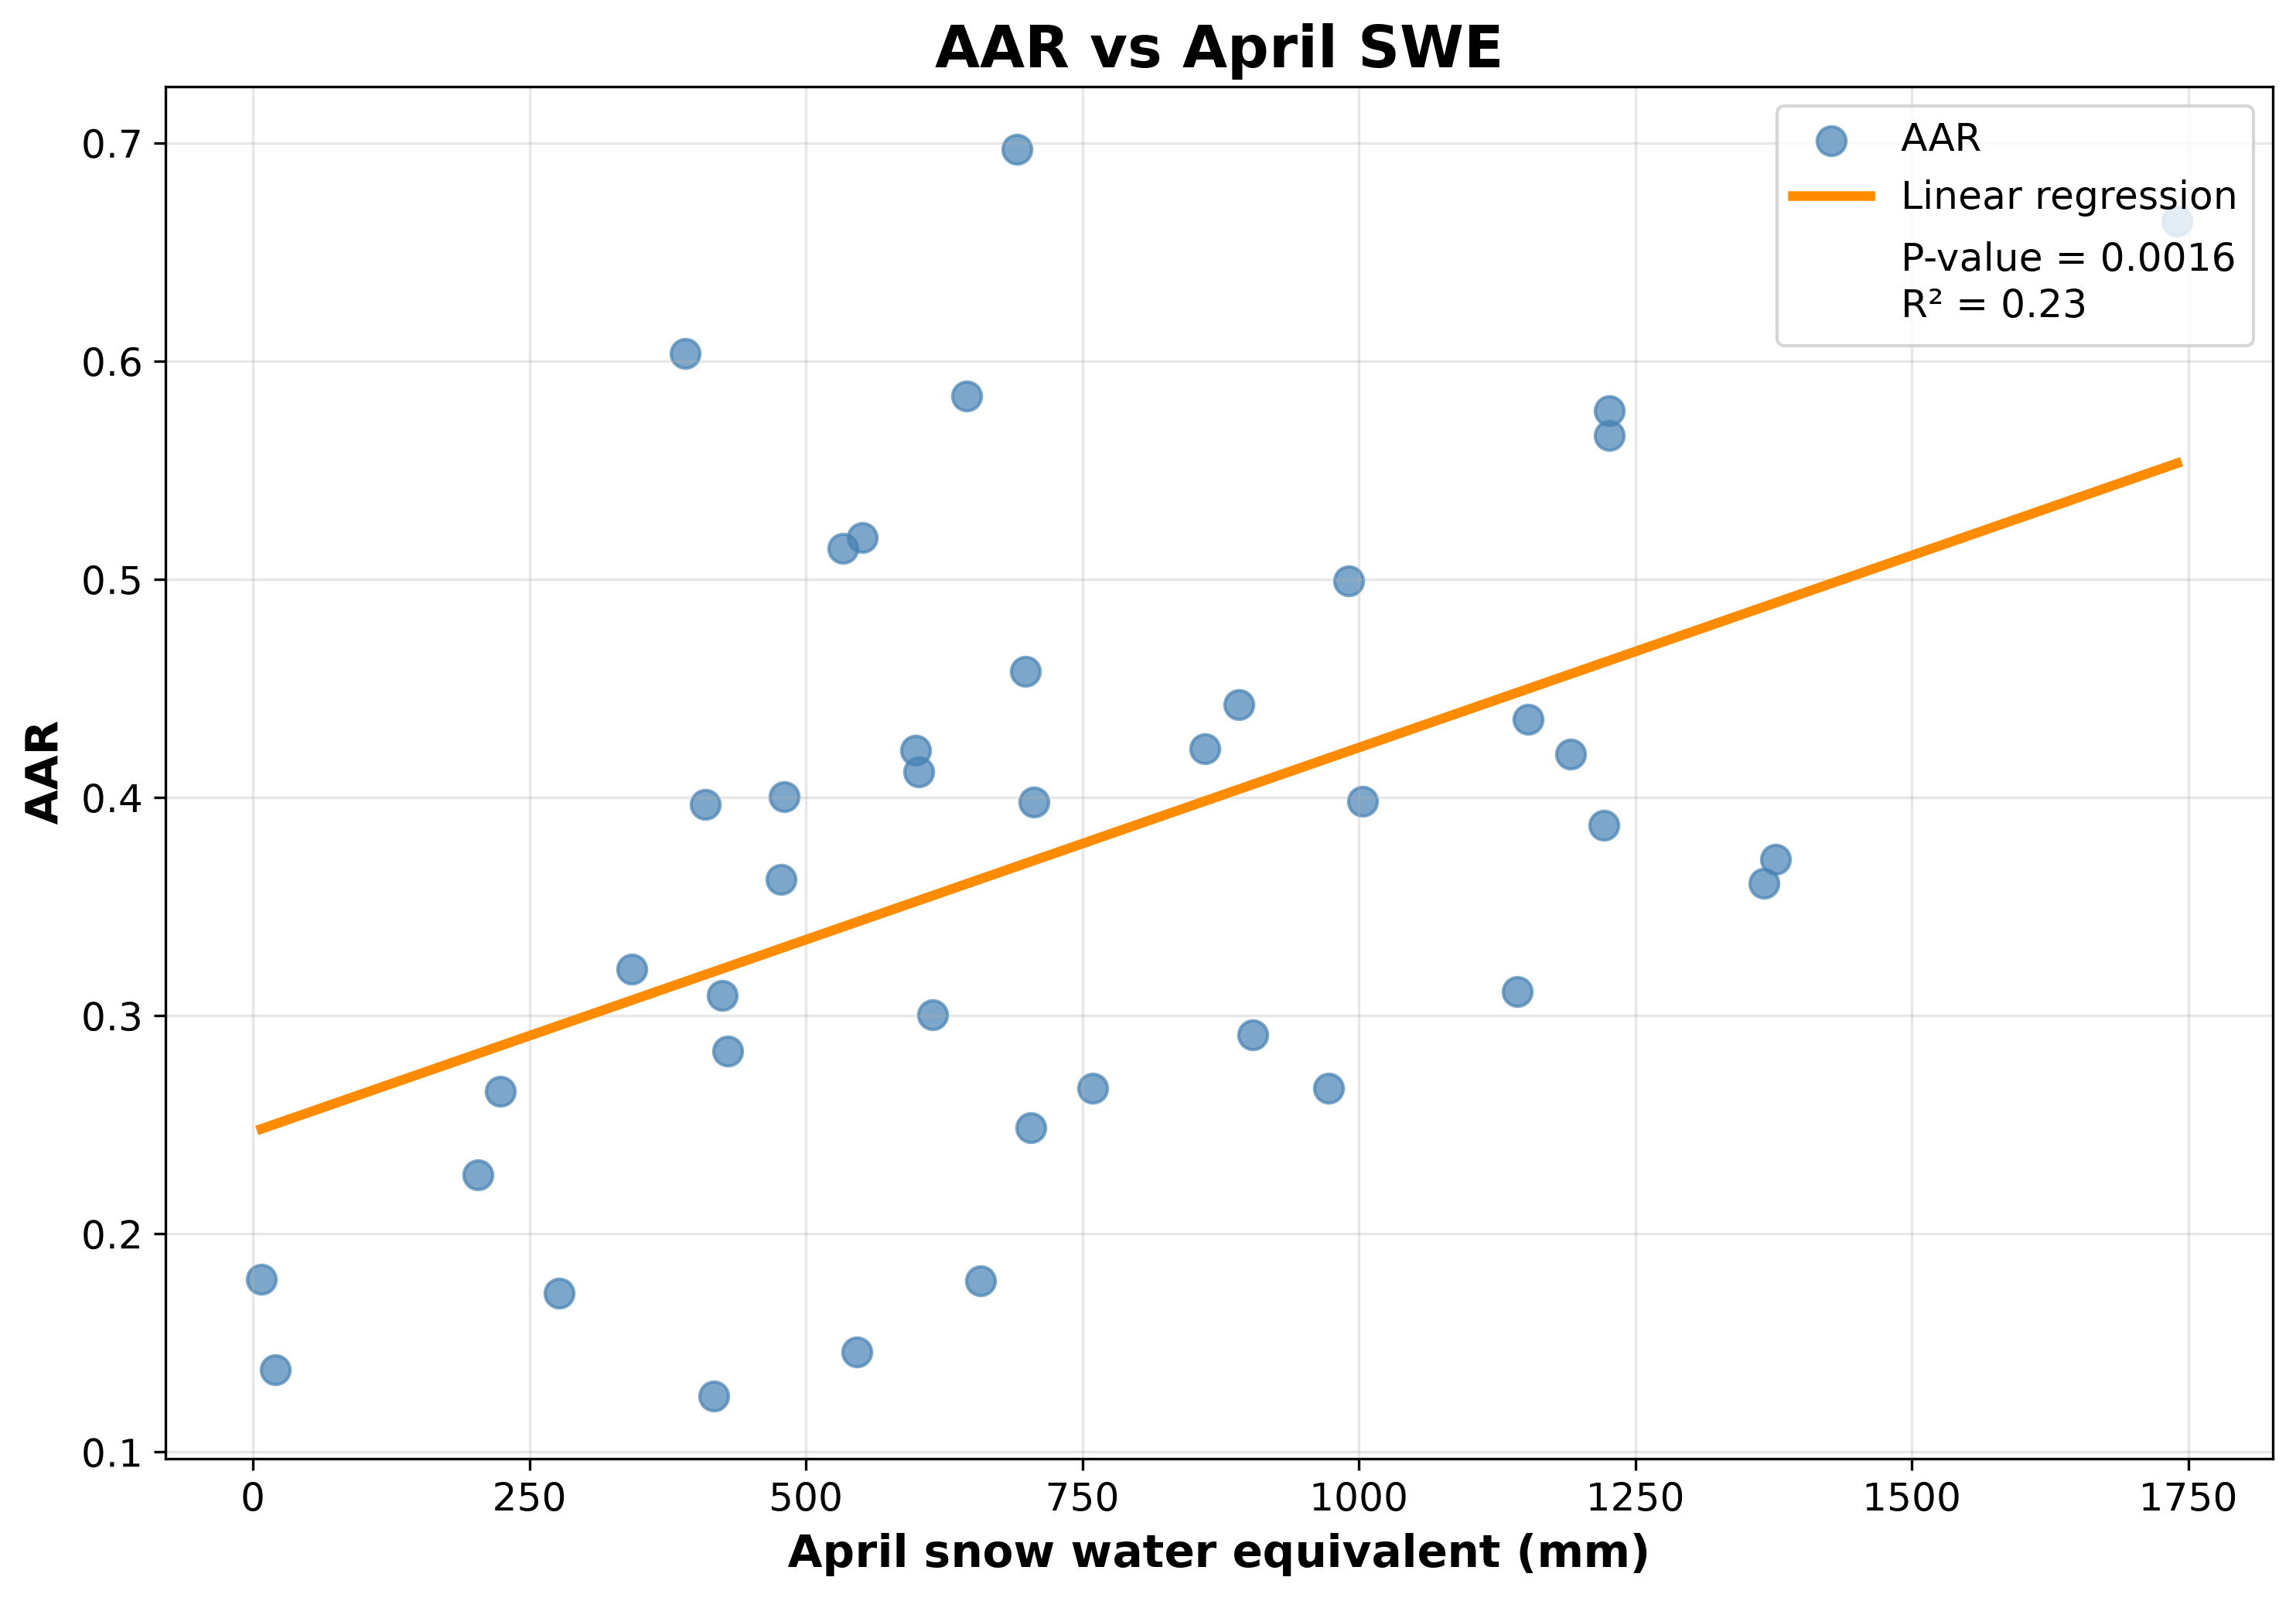 AAR vs April SWE
AAR
Linear regression
P-value = 0.0016
R² = 0.23
0.7
0.6
0.5
0.4
0.3
0.2
0.1
AAR
0 250 500 750 1000 1250 1500 1750
April snow water equivalent (mm)